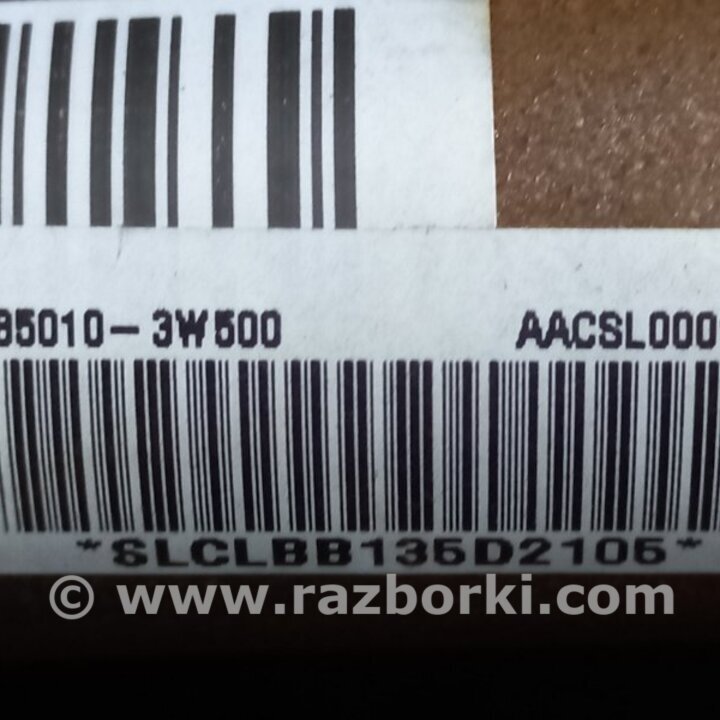 85010-3W500 AACSL000
*SLCLBB135D2105*
© www.razborki.com